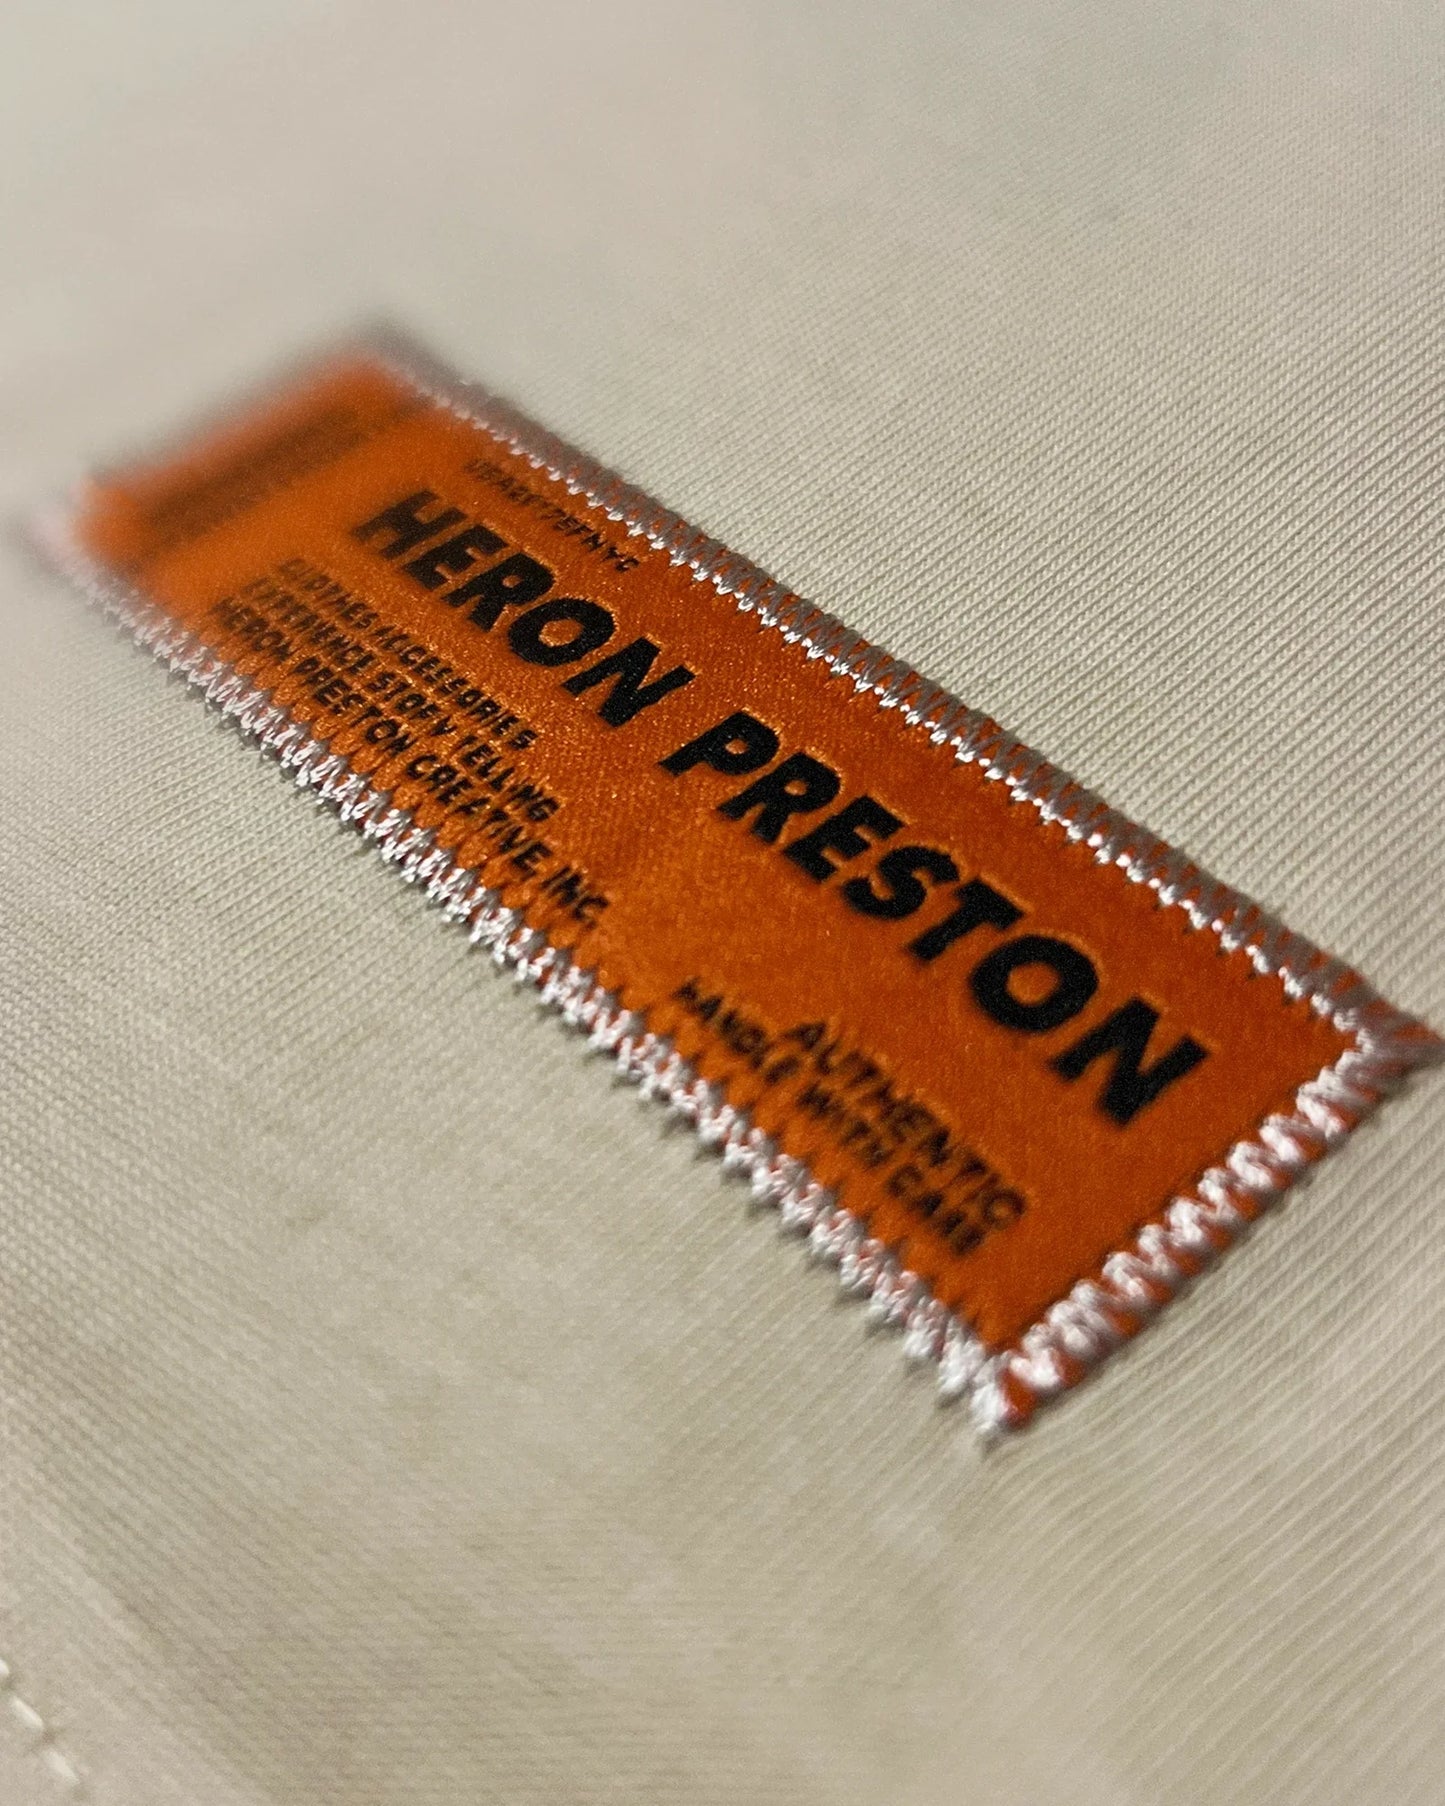 HERON PRESTON
CLOTHES ACCESSORIES
EXPERIENCE STORY TELLING
HERON PRESTON CREATIVE, INC.
AUTHENTIC
HANDLE WITH CARE